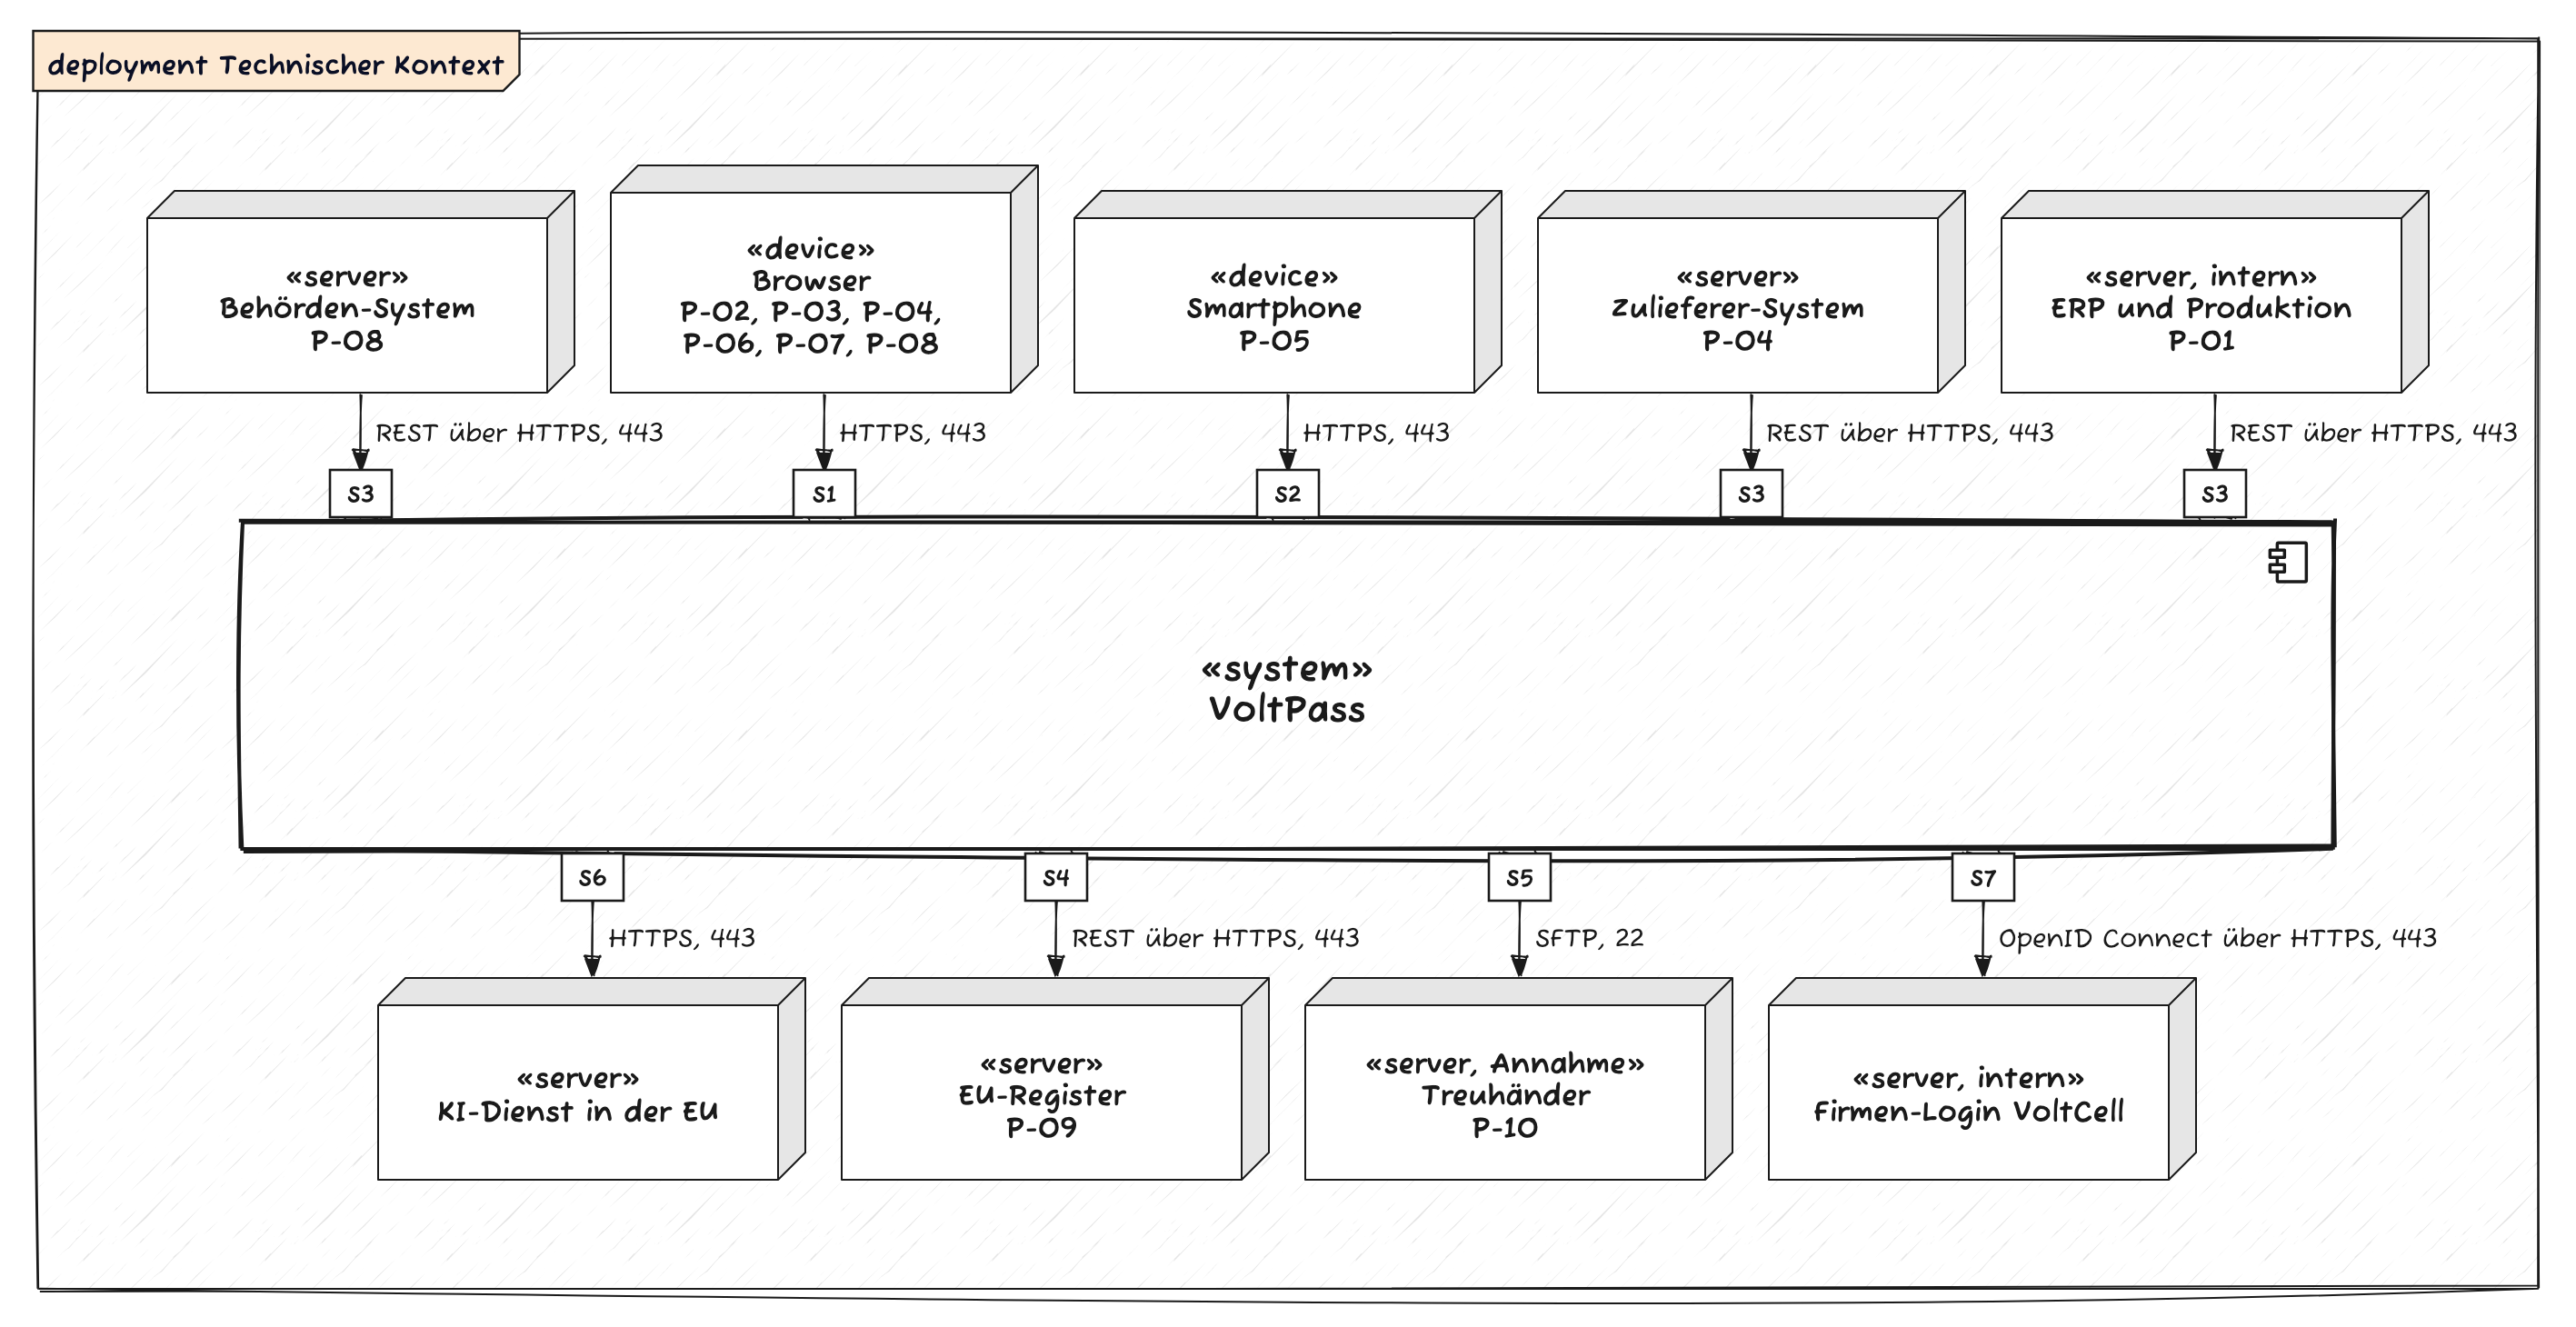 deployment Technischer Kontext
«server»
Behörden-System
P-08
«device»
Browser
P-02, P-03, P-04,
P-06, P-07, P-08
«device»
Smartphone
P-05
«server»
Zulieferer-System
P-04
«server, intern»
ERP und Produktion
P-01
REST über HTTPS, 443
HTTPS, 443
HTTPS, 443
REST über HTTPS, 443
REST über HTTPS, 443
S3
S1
S2
S3
S3
«system»
VoltPass
S6
S4
S5
S7
HTTPS, 443
REST über HTTPS, 443
SFTP, 22
OpenID Connect über HTTPS, 443
«server»
KI-Dienst in der EU
«server»
EU-Register
P-09
«server, Annahme»
Treuhänder
P-10
«server, intern»
Firmen-Login VoltCell